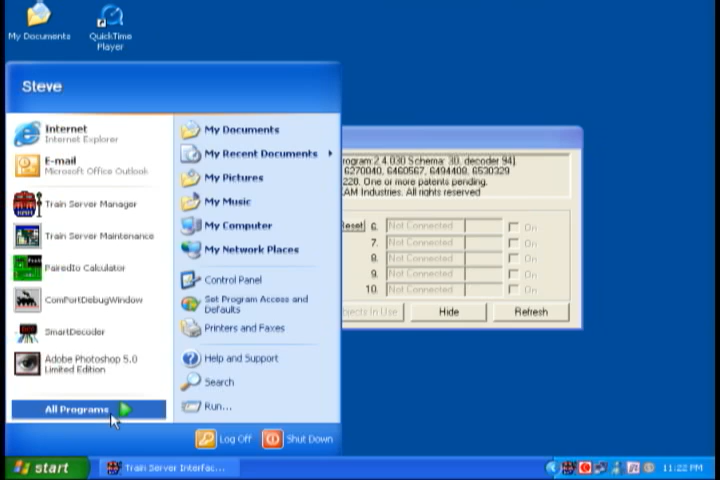 My Documents
QuickTime
Player
Steve
Internet
Internet Explorer
E-mail
Microsoft Office Outlook
Train Server Manager
Train Server Maintenance
PairedTo Calculator
ComPortDebugWindow
SmartDecoder
Adobe Photoshop 5.0
Limited Edition
All Programs
My Documents
My Recent Documents
My Pictures
My Music
My Computer
My Network Places
Control Panel
Set Program Access and
Defaults
Printers and Faxes
Help and Support
Search
Run...
Log Off
Shut Down
rogram:2.4.030 Schema: 30, decoder 94)
6270040, 6460567, 6494408, 6530329
220. One or more patents pending.
AM Industries. All rights reserved
Reset 6. Not Connected On
7. Not Connected On
8. Not Connected On
9. Not Connected On
10. Not Connected On
bjects In Use Hide Refresh
start
Train Server Interfac...
11:22 PM